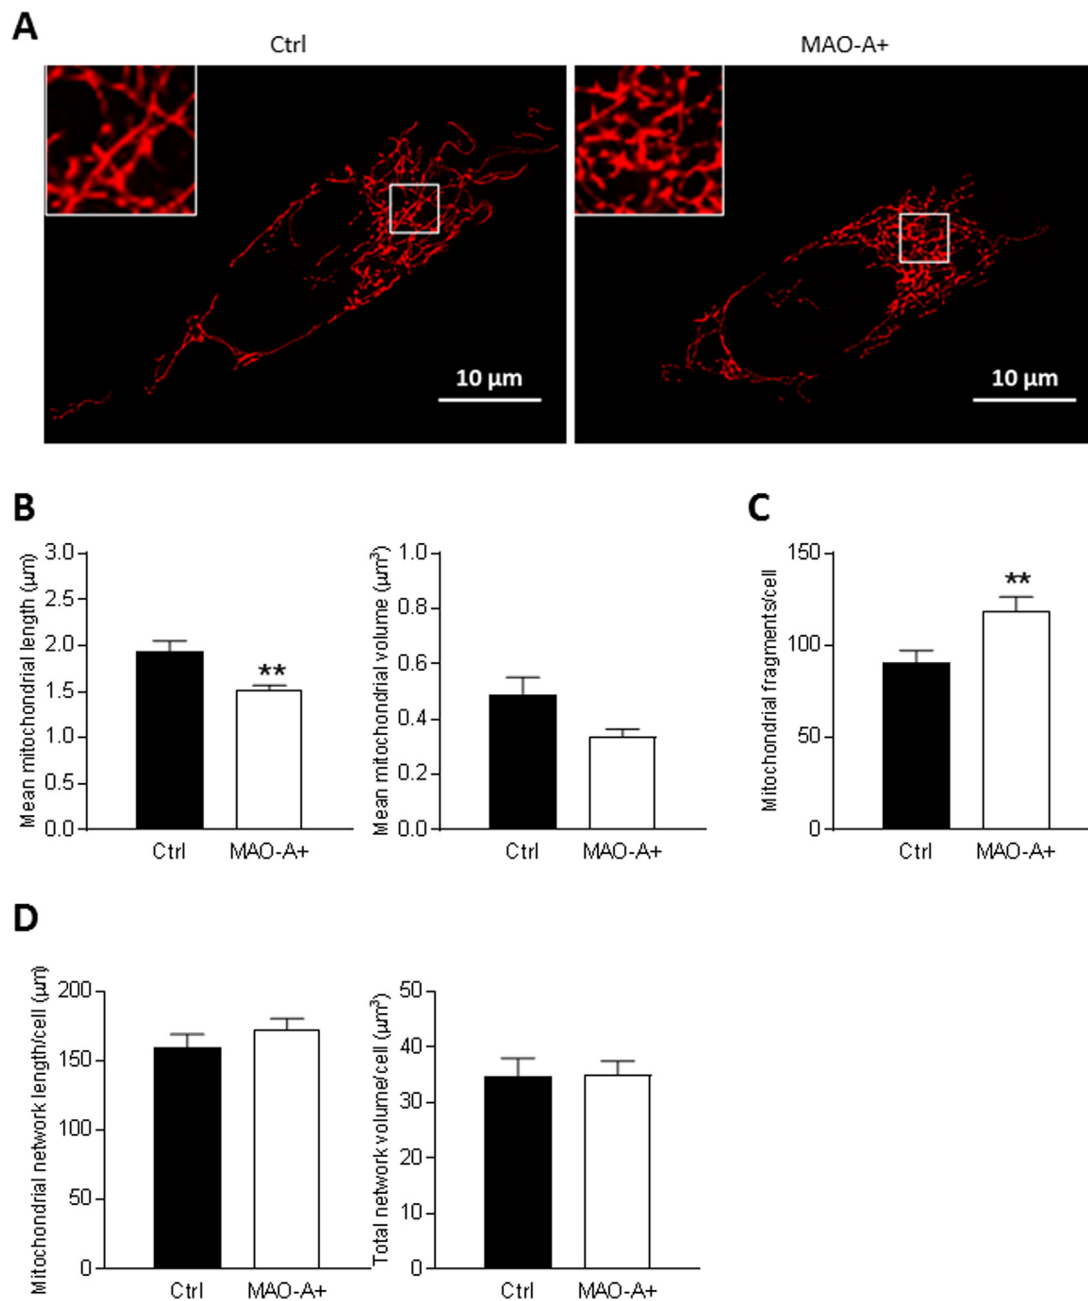 A
Ctrl
MAO-A+
10 µm
10 µm
B
C
Mean mitochondrial length (µm)
3.0
2.5
2.0
1.5
1.0
0.5
0.0
**
Ctrl
MAO-A+
Mean mitochondrial volume (µm³)
1.0
0.8
0.6
0.4
0.2
0.0
Ctrl
MAO-A+
Mitochondrial fragments/cell
150
100
50
0
**
Ctrl
MAO-A+
D
Mitochondrial network length/cell (µm)
200
150
100
50
0
Ctrl
MAO-A+
Total network volume/cell (µm³)
50
40
30
20
10
0
Ctrl
MAO-A+